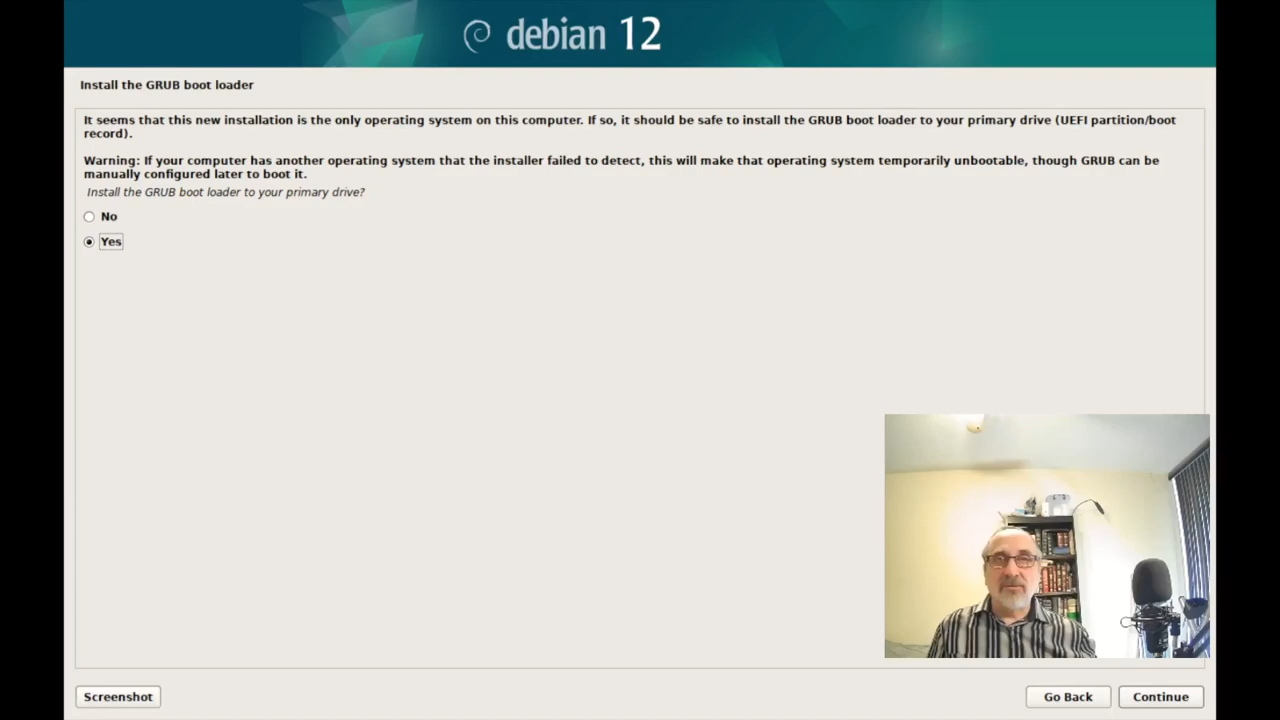 debian 12
Install the GRUB boot loader
It seems that this new installation is the only operating system on this computer. If so, it should be safe to install the GRUB boot loader to your primary drive (UEFI partition/boot
record).
Warning: If your computer has another operating system that the installer failed to detect, this will make that operating system temporarily unbootable, though GRUB can be
manually configured later to boot it.
Install the GRUB boot loader to your primary drive?
No
Yes
Screenshot
Go Back
Continue